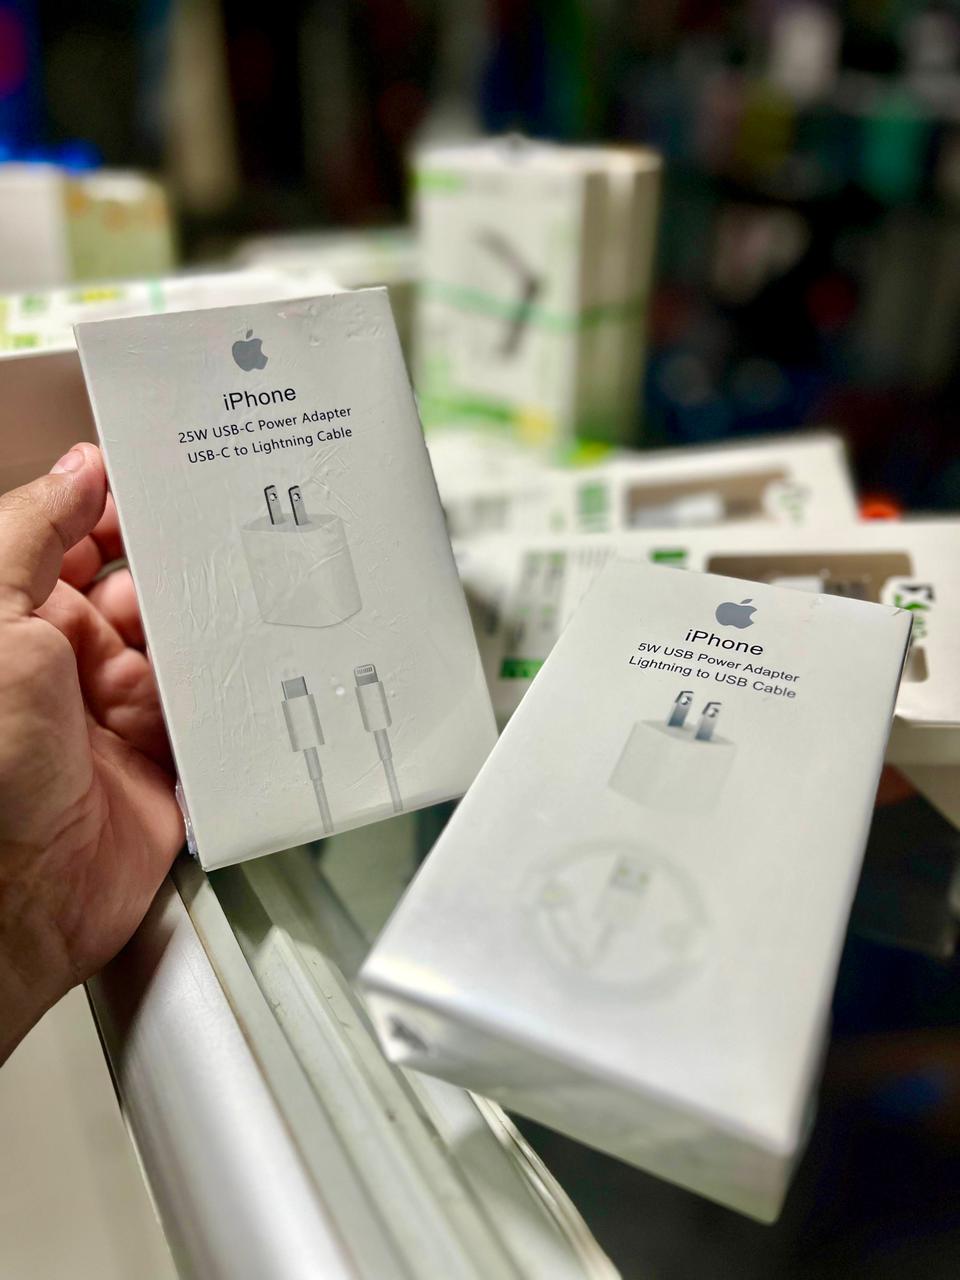 iPhone
25W USB-C Power Adapter
USB-C to Lightning Cable
iPhone
5W USB Power Adapter
Lightning to USB Cable